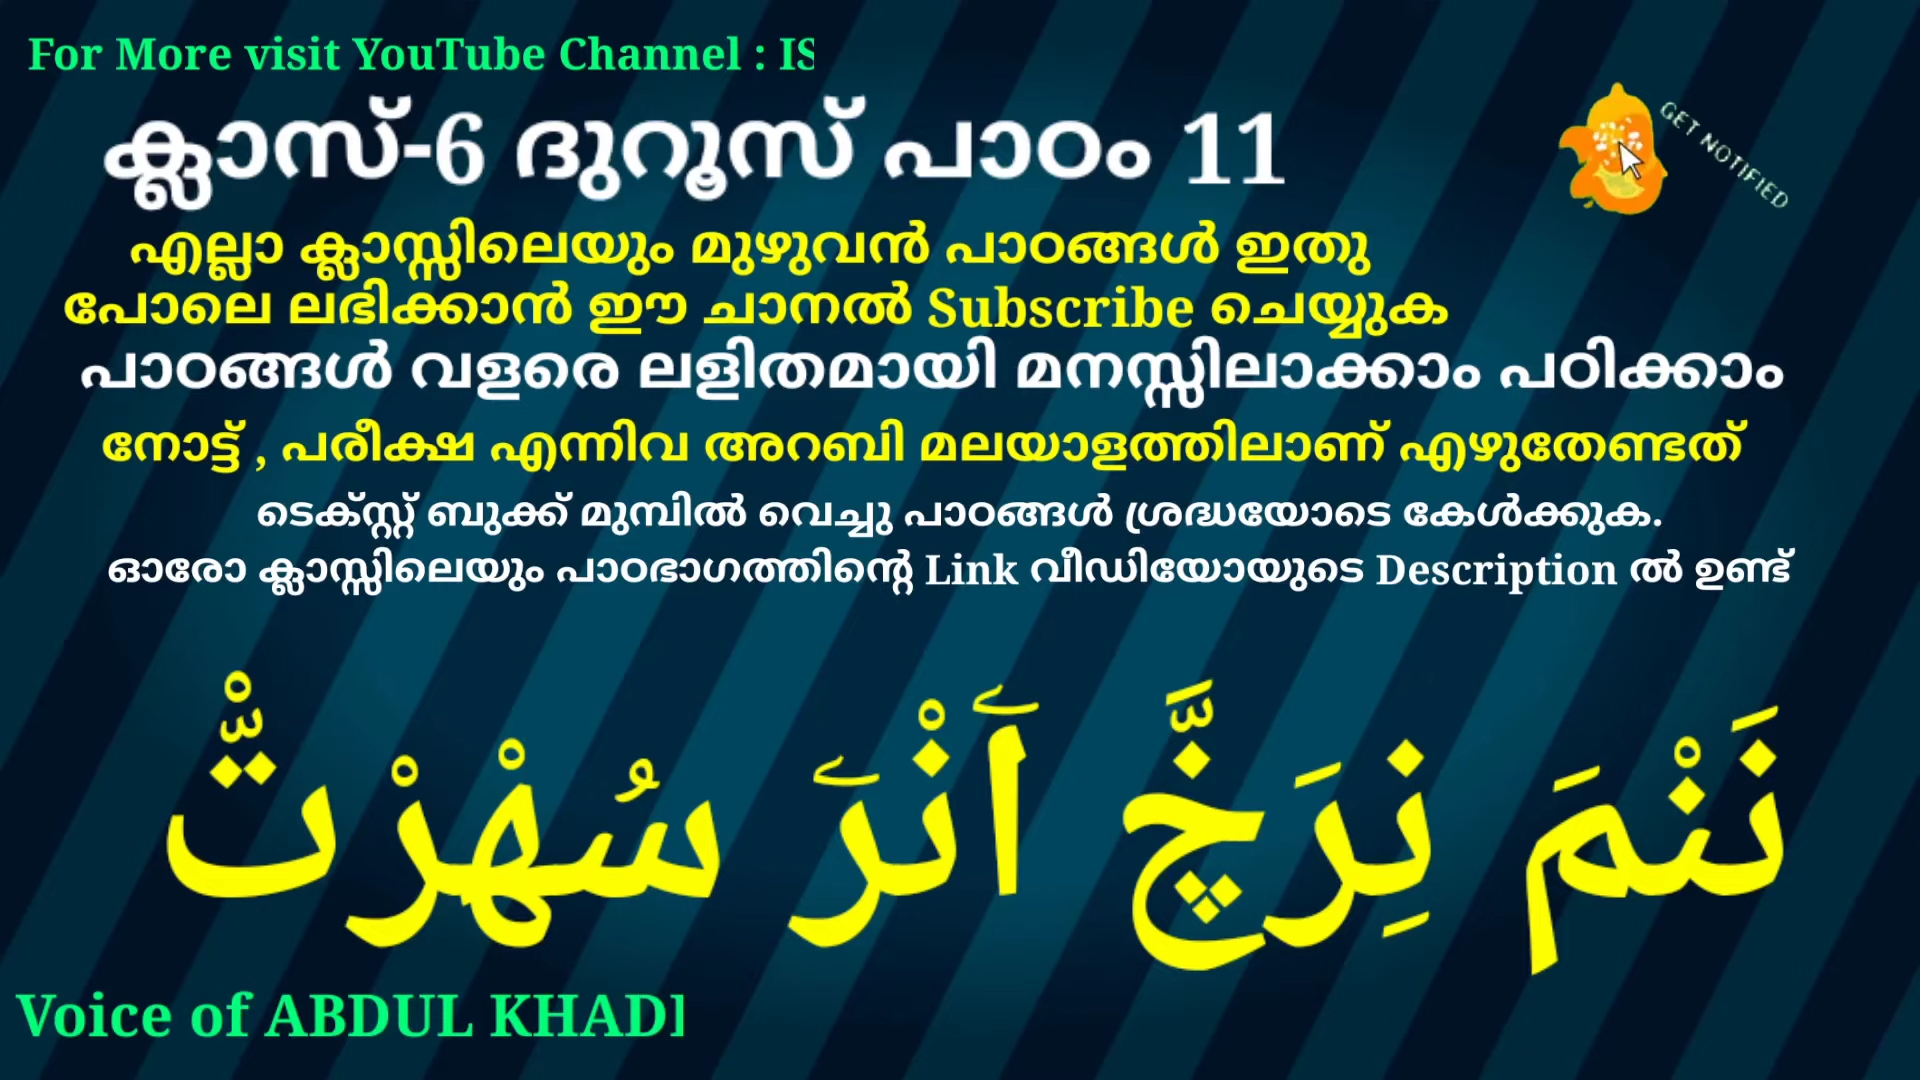 For More visit YouTube Channel : IS
GET NOTIFIED
ക്ലാസ്-6 ദുറൂസ് പാഠം 11
എല്ലാ ക്ലാസ്സിലെയും മുഴുവൻ പാഠങ്ങൾ ഇതു
പോലെ ലഭിക്കാൻ ഈ ചാനൽ Subscribe ചെയ്യുക
പാഠങ്ങൾ വളരെ ലളിതമായി മനസ്സിലാക്കാം പഠിക്കാം
നോട്ട് , പരീക്ഷ എന്നിവ അറബി മലയാളത്തിലാണ് എഴുതേണ്ടത്
ടെക്സ്റ്റ് ബുക്ക് മുമ്പിൽ വെച്ചു പാഠങ്ങൾ ശ്രദ്ധയോടെ കേൾക്കുക.
ഓരോ ക്ലാസ്സിലെയും പാഠഭാഗത്തിന്റെ Link വീഡിയോയുടെ Description ൽ ഉണ്ട്
نَنْمَ نِرَچَّ اٰنْرٰ سُهْرْتّْ
Voice of ABDUL KHADI